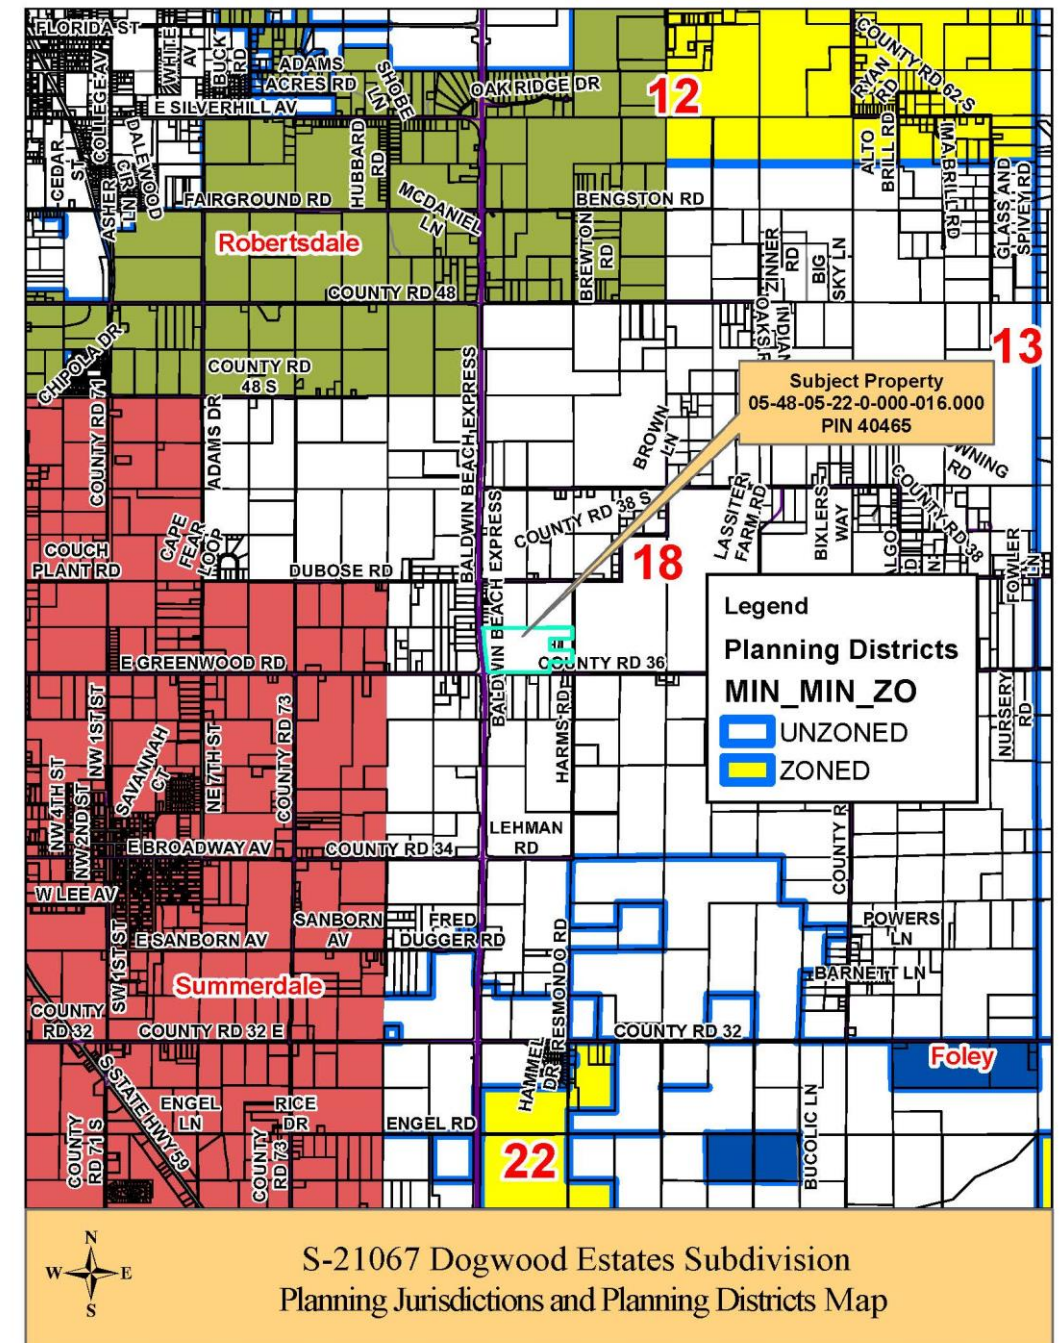 FLORIDA ST
COLLEGE AV
WHITE
AV
BUCK
RD
ADAMS
ACRES RD
SHOBE
LN
OAK RIDGE DR
12
COUNTY RD 62 S
RYAN
RD
E SILVERHILL AV
CEDAR
ST
DALEWOOD
CIR
ASHER
LN
HUBBARD
RD
FAIRGROUND RD
MCDANIEL
LN
BENGSTON RD
ALTO
BRILL RD
IMA BRILL RD
GLASS AND
SPIVEY RD
Robertsdale
BREWTON
RD
ZINNER
RD
BIG
SKY LN
COUNTY RD 48
INDIAN
OAKS
13
CHIPOLA DR
COUNTY RD
48 S
COUNTY RD 71
ADAMS DR
BALDWIN BEACH EXPRESS
Subject Property
05-48-05-22-0-000-016.000
PIN 40465
BROWN
LN
WNING
RD
CAPE
FEAR
LOOP
COUNTY RD 38 S
LASSITER
FARM RD
BIXLERS
WAY
COUNTY RD 38
COUCH
PLANT RD
DUBOSE RD
BALDWIN BEACH EXPRESS
18
FOWLER
LN
E GREENWOOD RD
COUNTY RD 36
Legend
Planning Districts
MIN_MIN_ZO
UNZONED
ZONED
NW 1ST ST
NW 4TH ST
NW 2ND ST
SAVANNAH
CT
NE 7TH ST
COUNTY RD 73
HARMS RD
NURSERY
RD
E BROADWAY AV
COUNTY RD 34
LEHMAN
RD
COUNTY R
W LEE AV
SANBORN
AV
FRED
DUGGER RD
E SANBORN AV
POWERS
LN
SW 1ST ST
Summerdale
RESMONDO RD
BARNETT LN
COUNTY
RD 32
COUNTY RD 32 E
COUNTY RD 32
HAMMEL
DR
Foley
S STATE HWY 59
ENGEL
LN
RICE
DR
ENGEL RD
COUNTY
RD 71 S
COUNTY
RD 73
22
BUCOLIC LN
N
W
E
S
S-21067 Dogwood Estates Subdivision
Planning Jurisdictions and Planning Districts Map